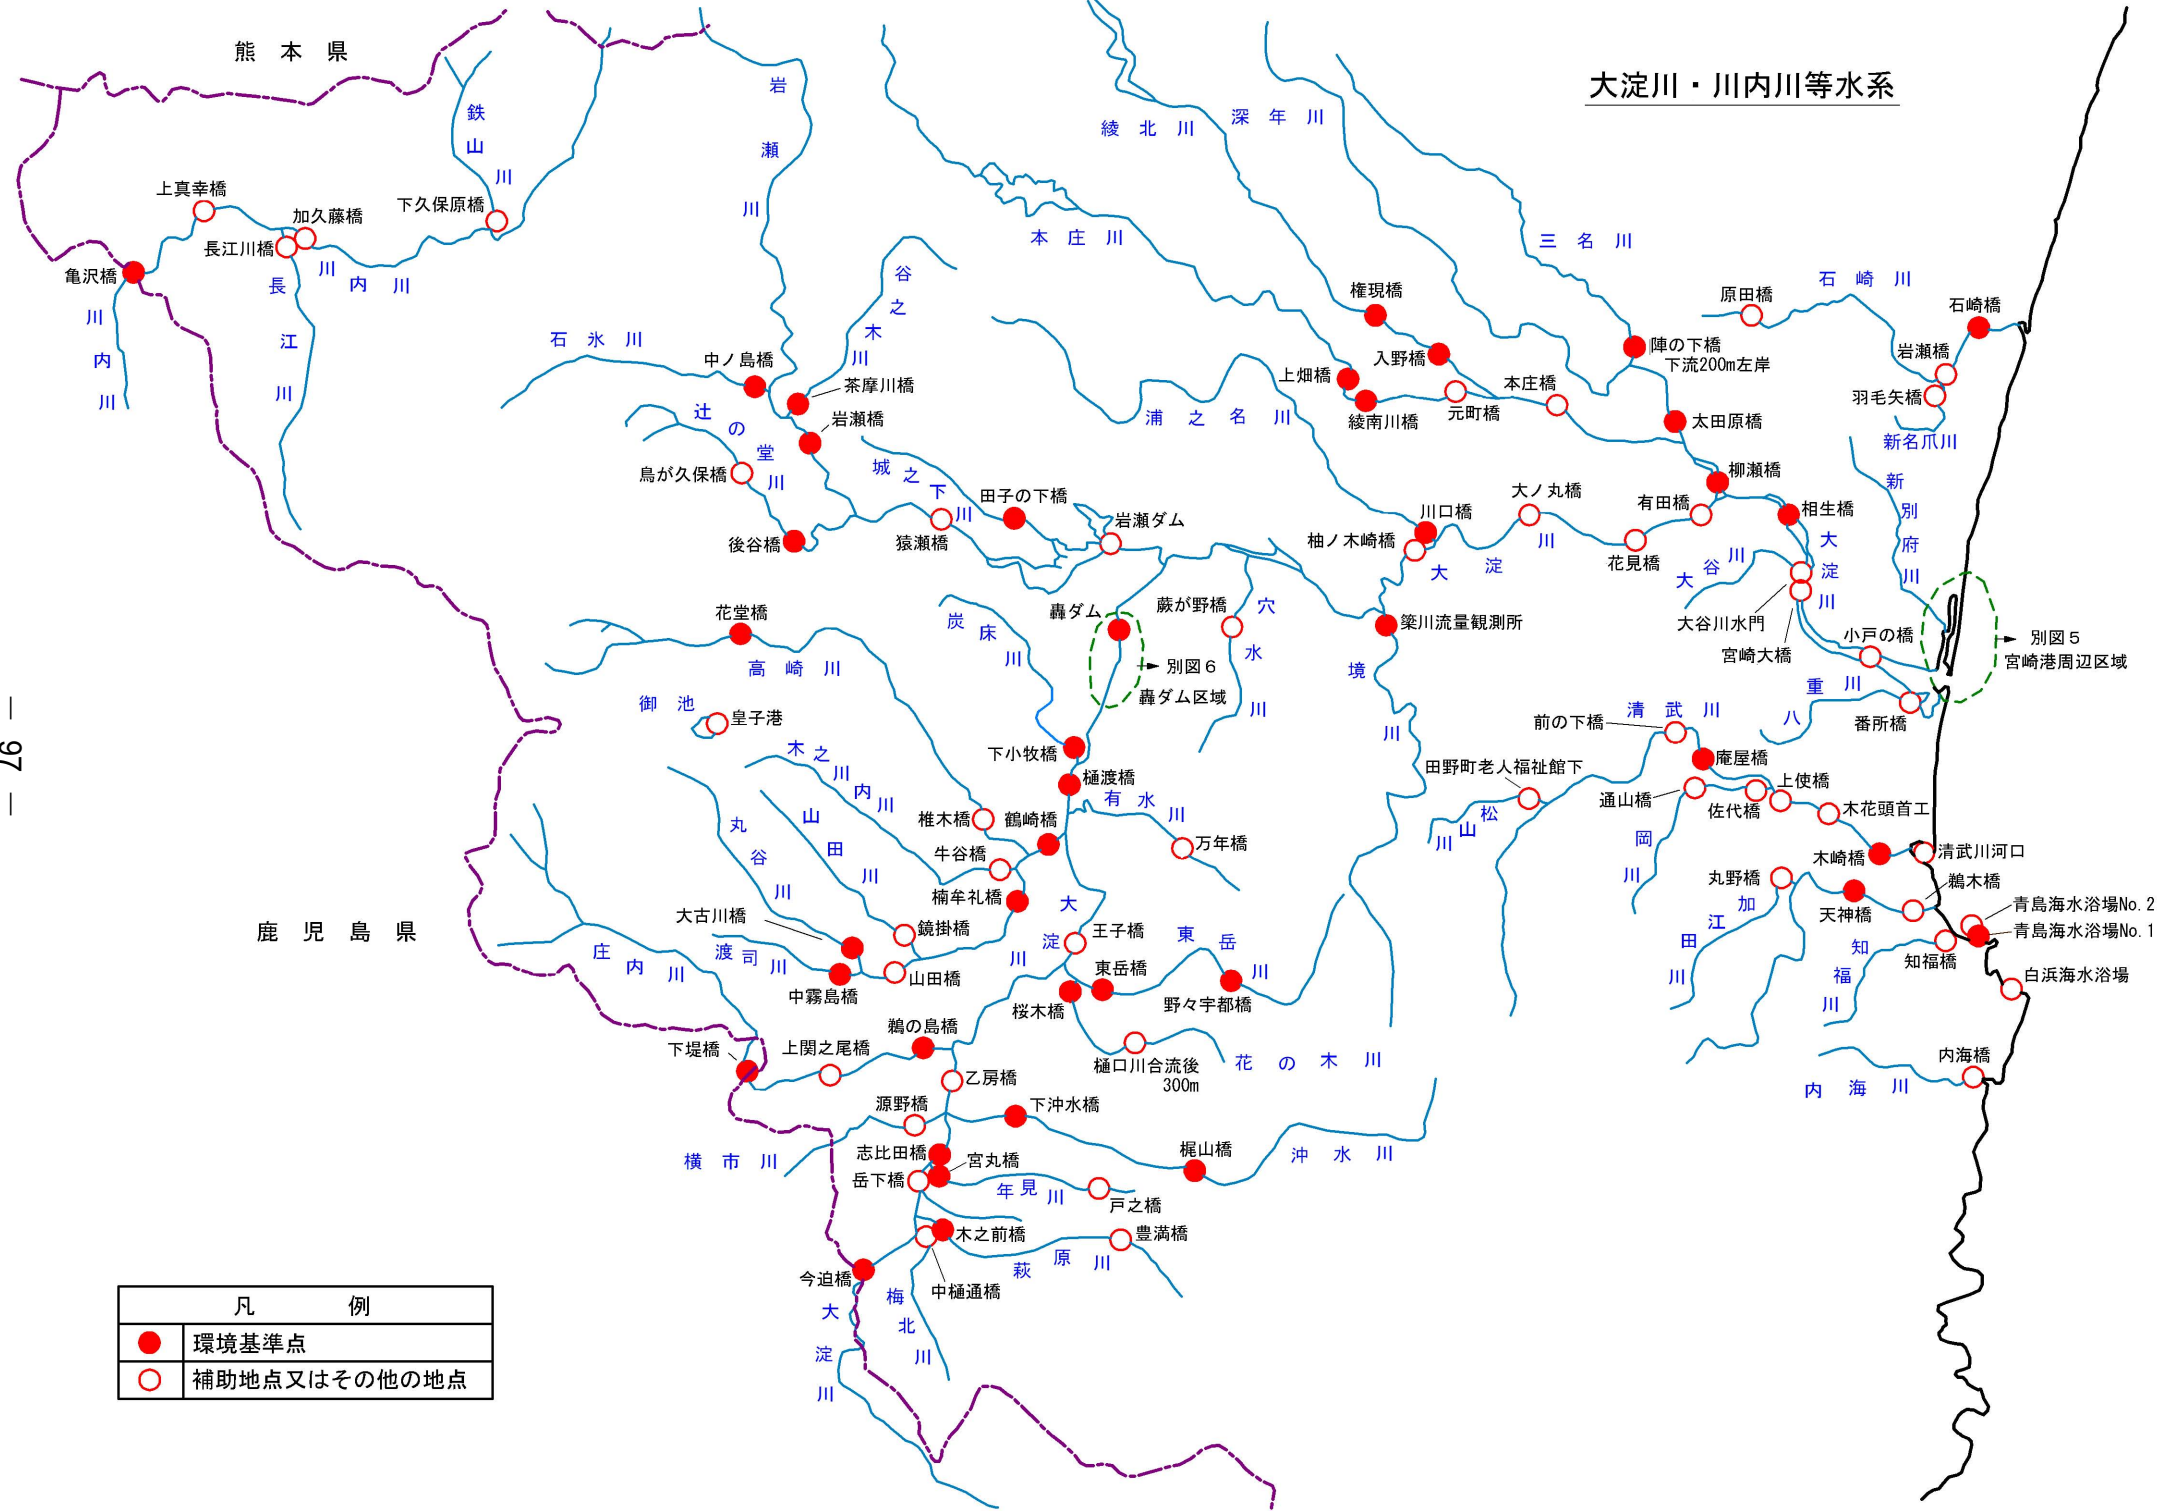 大淀川・川内川等水系
熊本県
鹿児島県
鉄山川
岩瀬川
綾北川
深年川
三名川
本庄川
石崎川
上真幸橋
加久藤橋
下久保原橋
長江川橋
亀沢橋
川内川
長江川
川内川
谷之木川
石氷川
中ノ島橋
茶摩川橋
岩瀬橋
辻の堂川
鳥が久保橋
後谷橋
城之下川
猿瀬橋
田子の下橋
岩瀬ダム
浦之名川
権現橋
入野橋
上畑橋
綾南川橋
元町橋
本庄橋
陣の下橋
下流200m左岸
太田原橋
原田橋
石崎橋
岩瀬橋
羽毛矢橋
新名爪川
新別府川
柳瀬橋
有田橋
相生橋
大ノ丸橋
川口橋
柚ノ木崎橋
花見橋
大淀川
大谷川
大淀川
大谷川水門
宮崎大橋
小戸の橋
別図5
宮崎港周辺区域
八重川
番所橋
花堂橋
高崎川
炭床川
轟ダム
蕨が野橋
穴水川
別図6
轟ダム区域
簗川流量観測所
境川
御池
皇子港
木之川内川
下小牧橋
樋渡橋
有水川
万年橋
山田川
丸谷川
椎木橋
鶴崎橋
牛谷橋
楠牟礼橋
大古川橋
鏡掛橋
渡司川
山田橋
中霧島橋
庄内川
大淀川
王子橋
東岳川
東岳橋
桜木橋
野々宇都橋
樋口川合流後
300m
花の木川
前の下橋
清武川
庵屋橋
田野町老人福祉館下
松山川
通山橋
上使橋
佐代橋
木花頭首工
岡川
木崎橋
清武川河口
丸野橋
加江田川
天神橋
鵜木橋
青島海水浴場No.2
青島海水浴場No.1
知福川
知福橋
白浜海水浴場
内海橋
内海川
下堤橋
上関之尾橋
鵜の島橋
乙房橋
源野橋
下沖水橋
横市川
志比田橋
宮丸橋
岳下橋
年見川
戸之橋
梶山橋
沖水川
木之前橋
豊満橋
萩原川
今迫橋
中樋通橋
梅北川
大淀川
凡例
環境基準点
補助地点又はその他の地点
― 97 ―